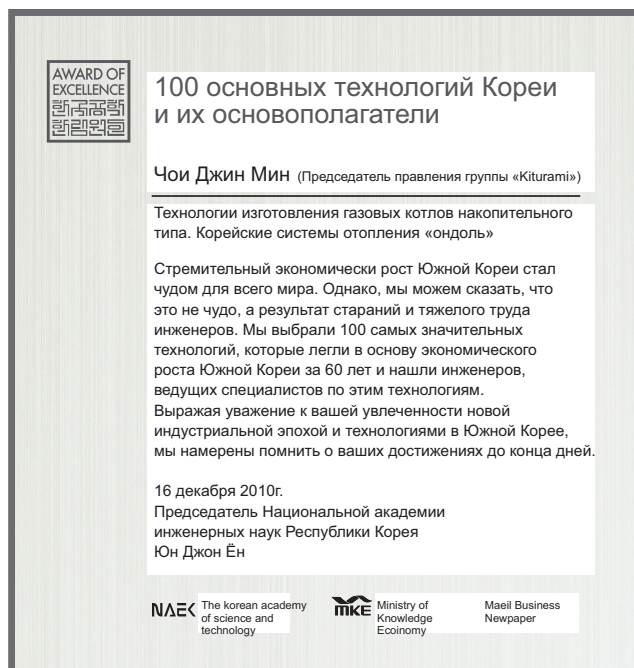 AWARD OF
EXCELLENCE
100 основных технологий Кореи
и их основополагатели
Чои Джин Мин (Председатель правления группы «Kiturami»)
Технологии изготовления газовых котлов накопительного
типа. Корейские системы отопления «ондоль»
Стремительный экономически рост Южной Кореи стал
чудом для всего мира. Однако, мы можем сказать, что
это не чудо, а результат стараний и тяжелого труда
инженеров. Мы выбрали 100 самых значительных
технологий, которые легли в основу экономического
роста Южной Кореи за 60 лет и нашли инженеров,
ведущих специалистов по этим технологиям.
Выражая уважение к вашей увлеченности новой
индустриальной эпохой и технологиями в Южной Корее,
мы намерены помнить о ваших достижениях до конца дней.
16 декабря 2010г.
Председатель Национальной академии
инженерных наук Республики Корея
Юн Джон Ён
NAEK The korean academy
of science and
technology
MKE Ministry of
Knowledge
Ecoinomy
Maeil Business
Newpaper